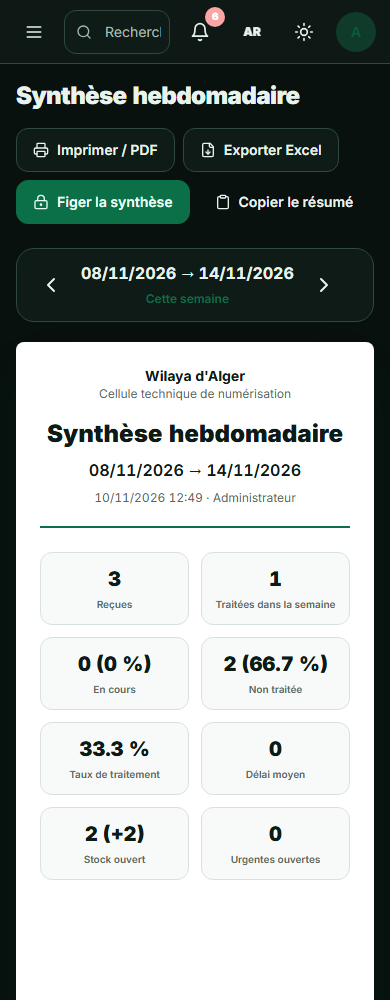 Recherc
6
AR
A
Synthèse hebdomadaire
Imprimer / PDF
Exporter Excel
Figer la synthèse
Copier le résumé
08/11/2026 → 14/11/2026
Cette semaine
Wilaya d'Alger
Cellule technique de numérisation
Synthèse hebdomadaire
08/11/2026 → 14/11/2026
10/11/2026 12:49 · Administrateur
3
Reçues
1
Traitées dans la semaine
0 (0 %)
En cours
2 (66.7 %)
Non traitée
33.3 %
Taux de traitement
0
Délai moyen
2 (+2)
Stock ouvert
0
Urgentes ouvertes